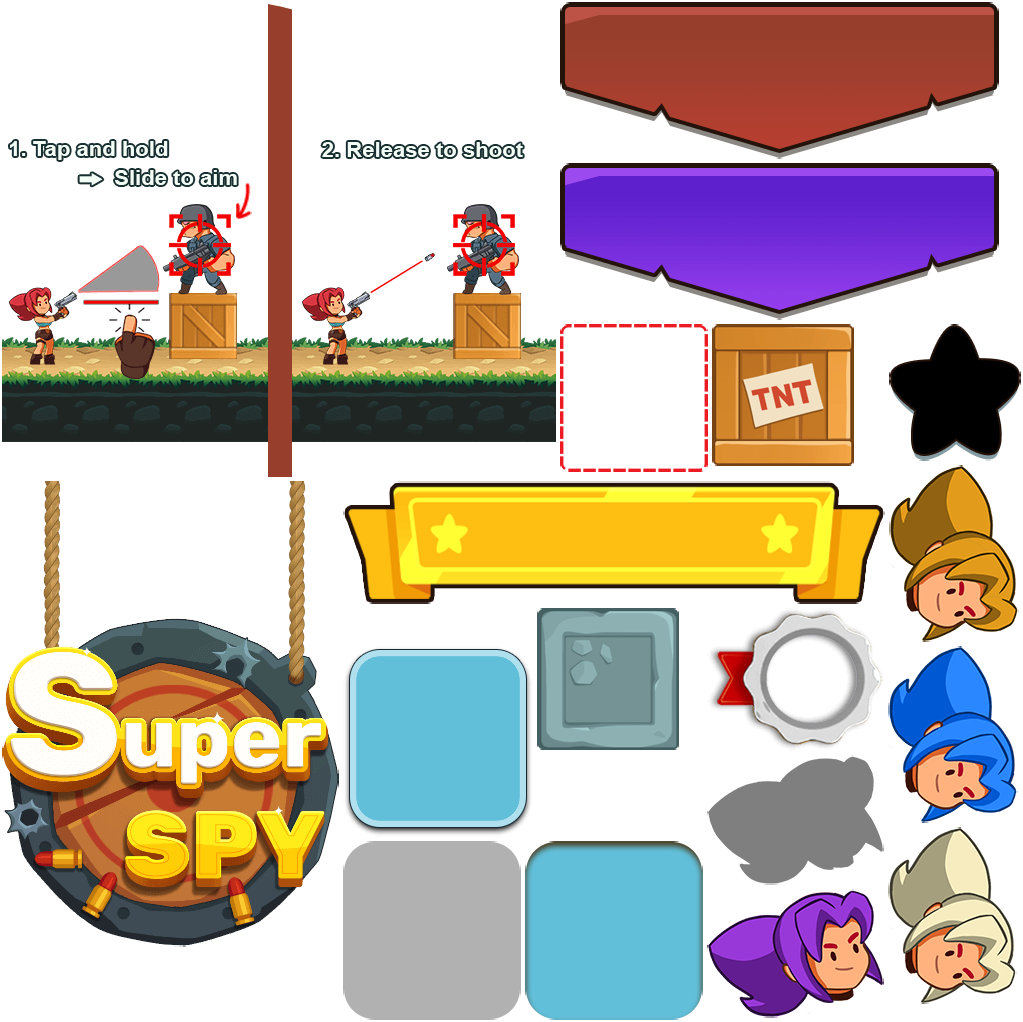 1. Tap and hold
⇨ Slide to aim
2. Release to shoot
TNT
Super
SPY